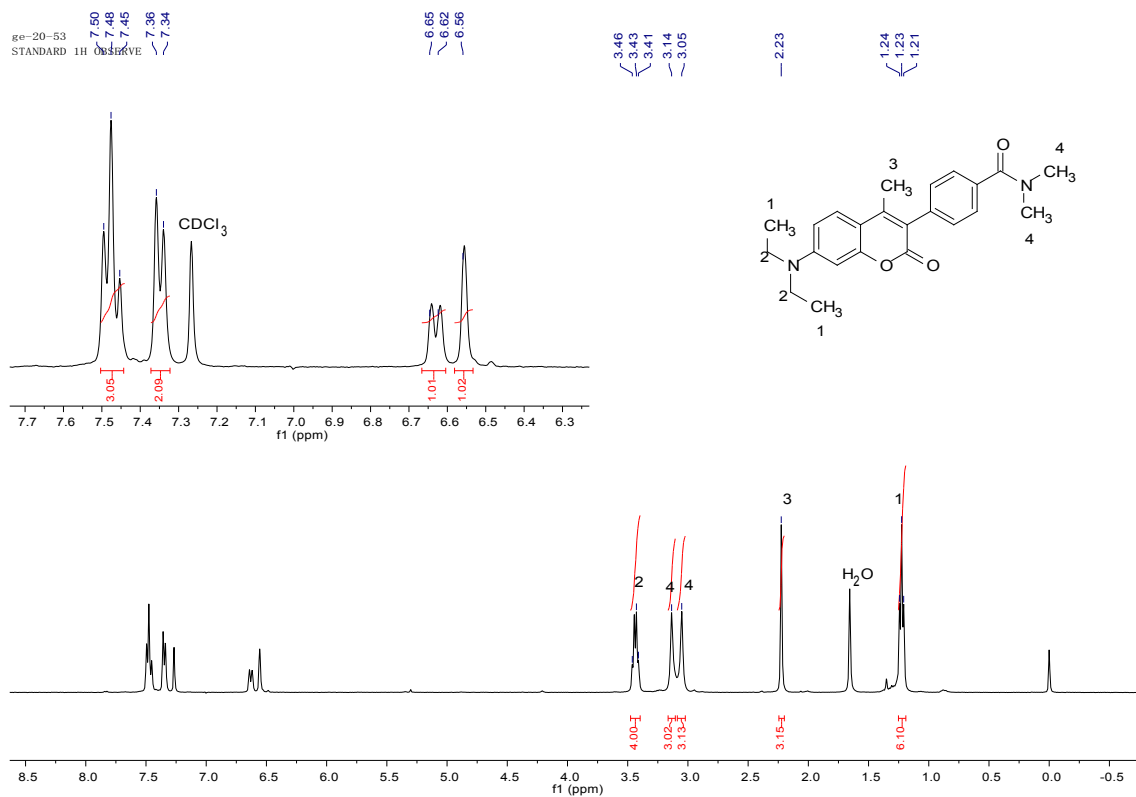 ge-20-53
STANDARD 1H OBSERVE
7.50
7.48
7.45
7.36
7.34
6.65
6.62
6.56
3.46
3.43
3.41
3.14
3.05
2.23
1.24
1.23
1.21
CDCl3
3.05
2.09
1.01
1.02
7.7 7.6 7.5 7.4 7.3 7.2 7.1 7.0 6.9 6.8 6.7 6.6 6.5 6.4 6.3
f1 (ppm)
O
4
3
CH3
CH3
N
1
CH3
CH3
4
2
N
O
O
2
CH3
1
2
4
4
3
H2O
1
4.00
3.02
3.13
3.15
6.10
8.5 8.0 7.5 7.0 6.5 6.0 5.5 5.0 4.5 4.0 3.5 3.0 2.5 2.0 1.5 1.0 0.5 0.0 -0.5
f1 (ppm)